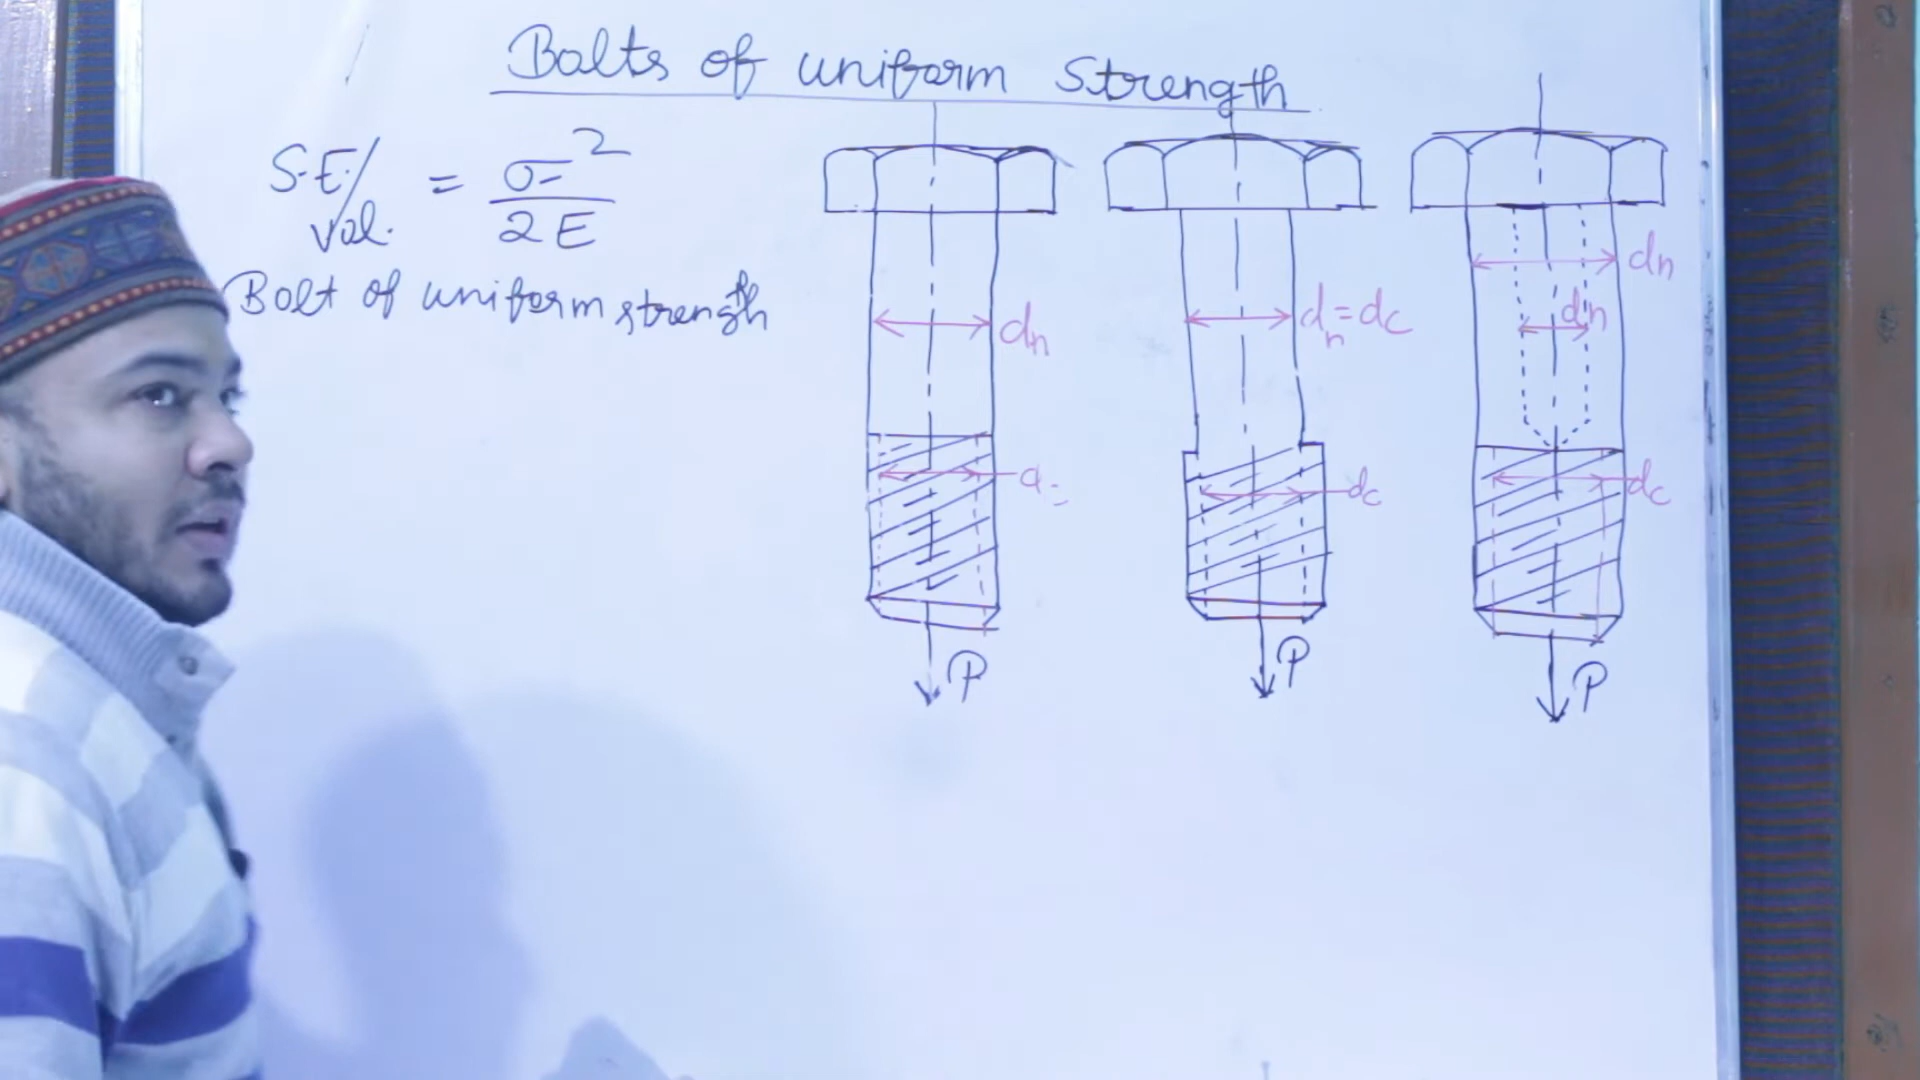 Bolts of uniform Strength
S.E./Vol. = σ²/2E
Bolt of uniform strength
dn
dn = dc
dn
dn
dc
dc
P
P
P